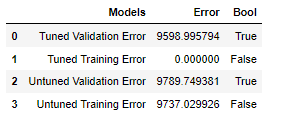 Models Error Bool
0 Tuned Validation Error 9598.995794 True
1 Tuned Training Error 0.000000 False
2 Untuned Validation Error 9789.749381 True
3 Untuned Training Error 9737.029926 False